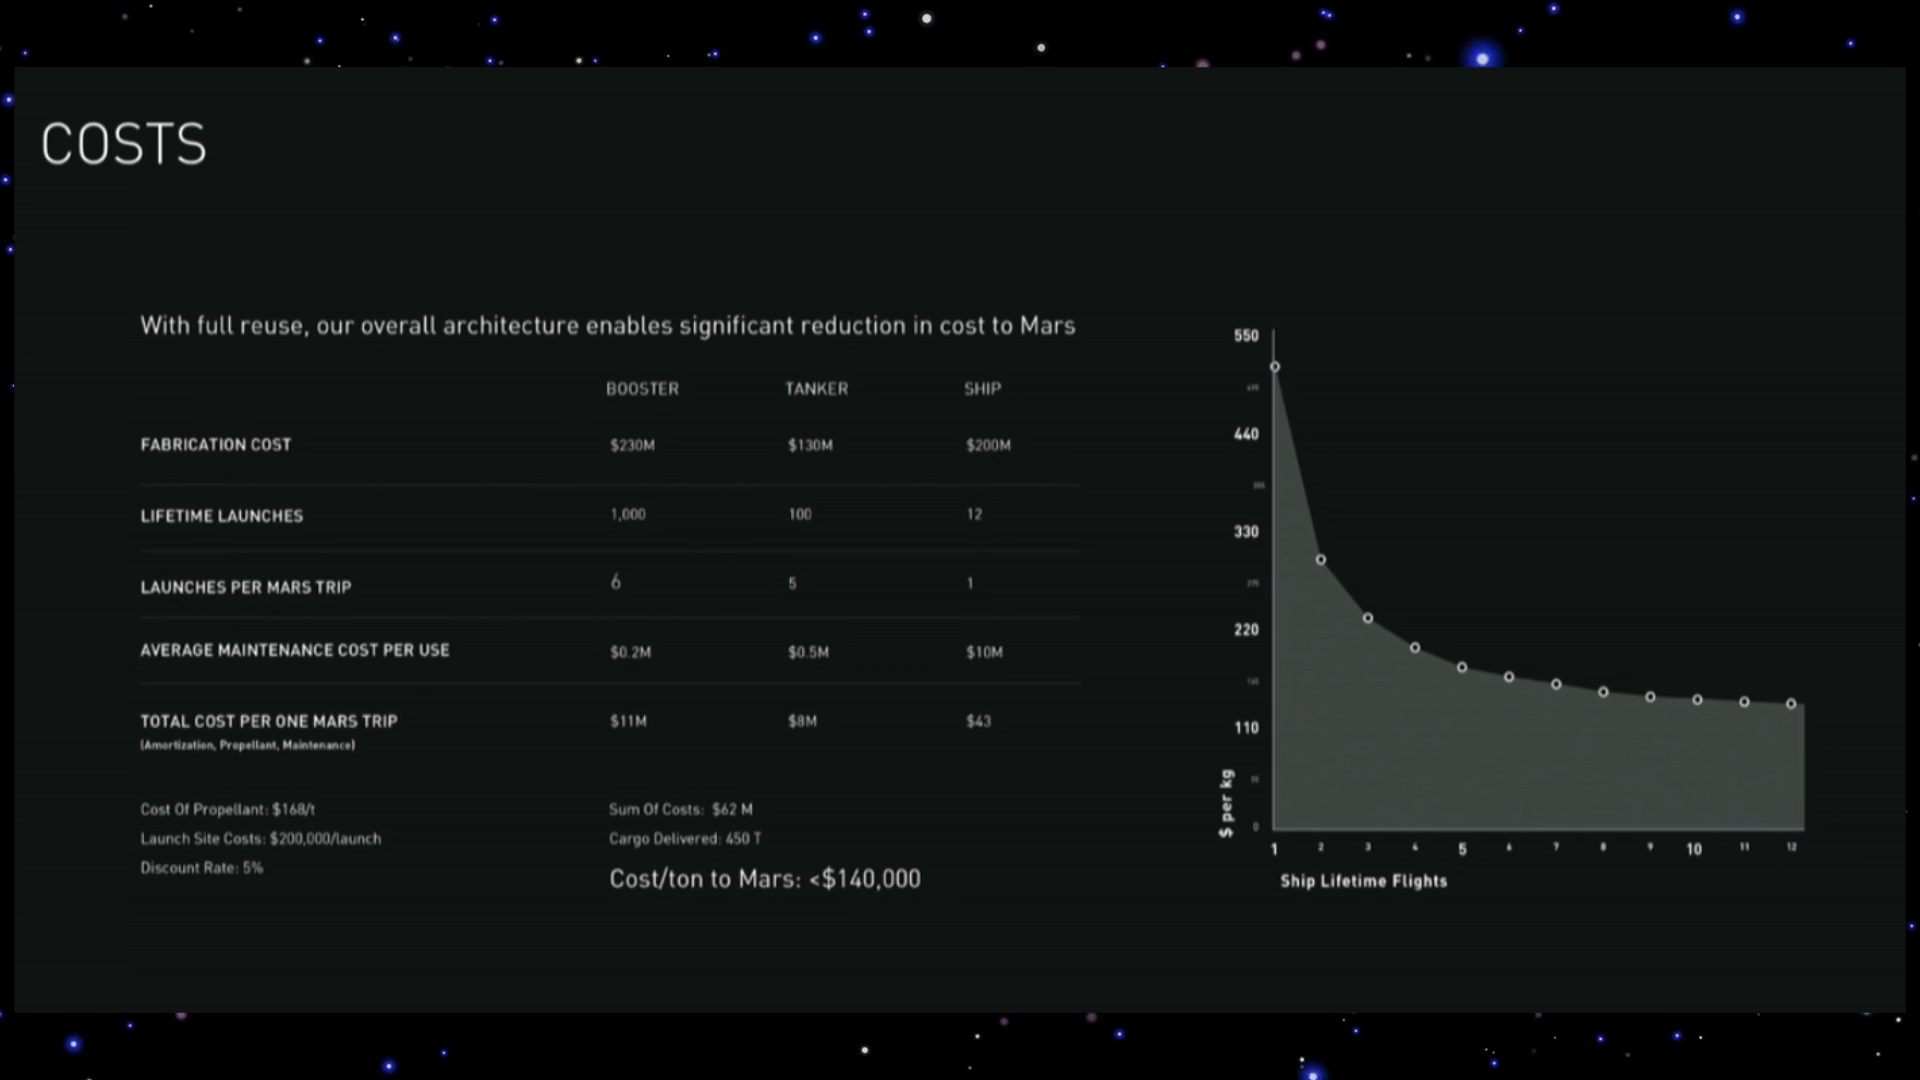 COSTS
With full reuse, our overall architecture enables significant reduction in cost to Mars
BOOSTER TANKER SHIP
FABRICATION COST $230M $130M $200M
LIFETIME LAUNCHES 1,000 100 12
LAUNCHES PER MARS TRIP 6 5 1
AVERAGE MAINTENANCE COST PER USE $0.2M $0.5M $10M
TOTAL COST PER ONE MARS TRIP $11M $8M $43
(Amortization, Propellant, Maintenance)
Cost Of Propellant: $168/t
Launch Site Costs: $200,000/launch
Discount Rate: 5%
Sum Of Costs: $62 M
Cargo Delivered: 450 T
Cost/ton to Mars: <$140,000
550
440
330
220
110
0
$ per kg
1 2 3 4 5 6 7 8 9 10 11 12
Ship Lifetime Flights